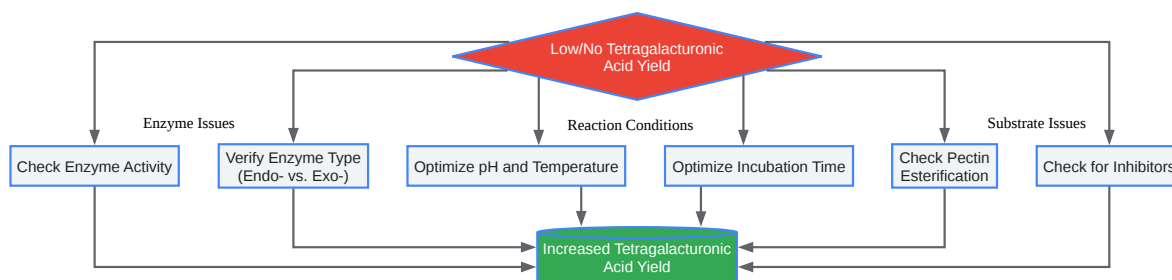 Low/No Tetragalacturonic
Acid Yield
Enzyme Issues
Reaction Conditions
Substrate Issues
Check Enzyme Activity
Verify Enzyme Type
(Endo- vs. Exo-)
Optimize pH and Temperature
Optimize Incubation Time
Check Pectin
Esterification
Check for Inhibitors
Increased Tetragalacturonic
Acid Yield